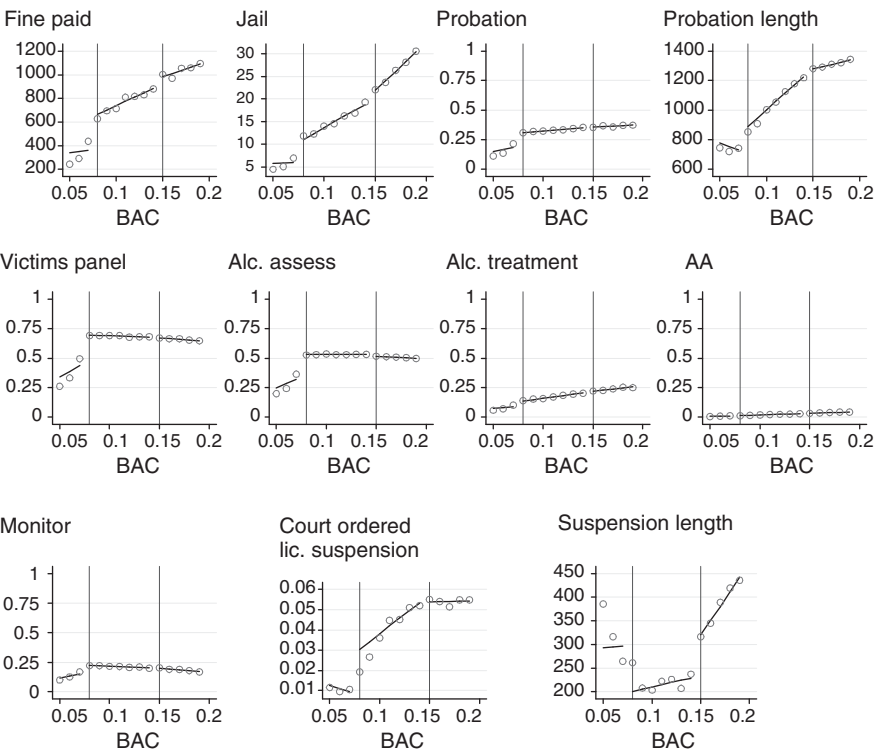 Fine paid
1200
1000
800
600
400
200
0.05 0.1 0.15 0.2
BAC
Jail
30
25
20
15
10
5
0.05 0.1 0.15 0.2
BAC
Probation
1
0.75
0.5
0.25
0
0.05 0.1 0.15 0.2
BAC
Probation length
1400
1200
1000
800
600
0.05 0.1 0.15 0.2
BAC
Victims panel
1
0.75
0.5
0.25
0
0.05 0.1 0.15 0.2
BAC
Alc. assess
1
0.75
0.5
0.25
0
0.05 0.1 0.15 0.2
BAC
Alc. treatment
1
0.75
0.5
0.25
0
0.05 0.1 0.15 0.2
BAC
AA
1
0.75
0.5
0.25
0
0.05 0.1 0.15 0.2
BAC
Monitor
1
0.75
0.5
0.25
0
0.05 0.1 0.15 0.2
BAC
Court ordered
lic. suspension
0.06
0.05
0.04
0.03
0.02
0.01
0.05 0.1 0.15 0.2
BAC
Suspension length
450
400
350
300
250
200
0.05 0.1 0.15 0.2
BAC